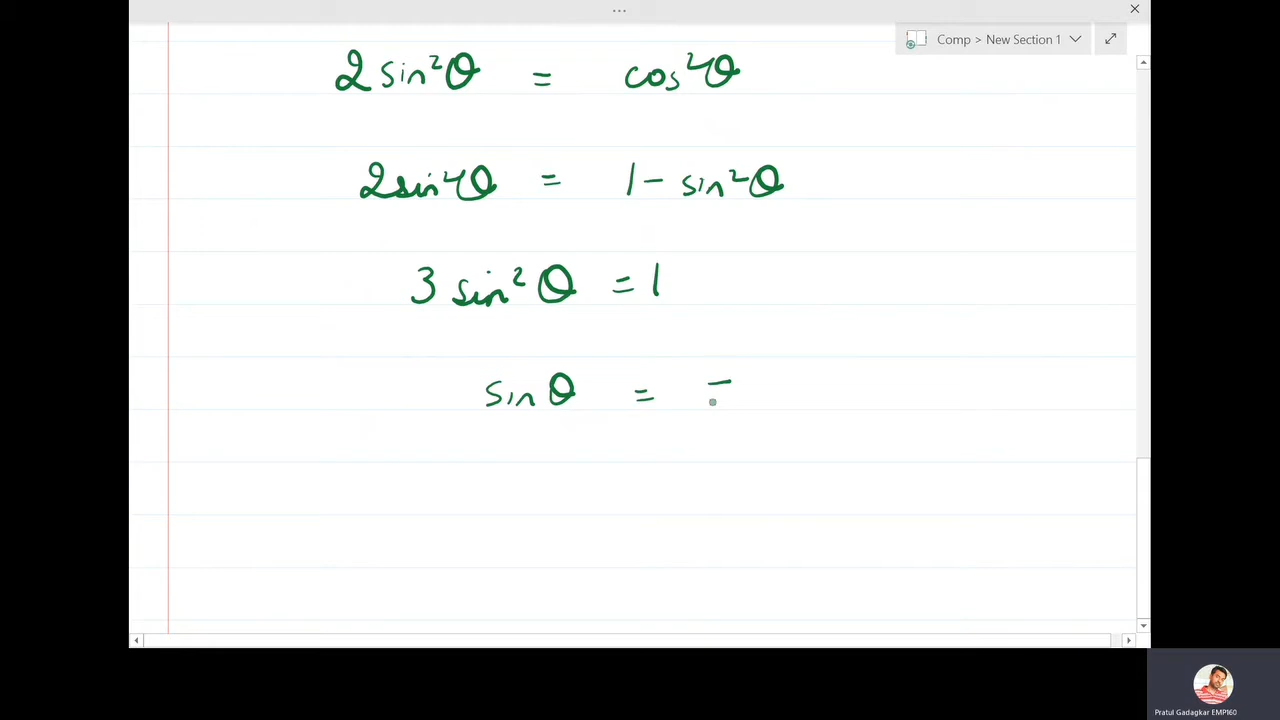 Comp > New Section 1
2 sin²θ = cos²θ
2sin²θ = 1 - sin²θ
3 sin²θ = 1
sin θ =
Pratul Gadagkar EMP160